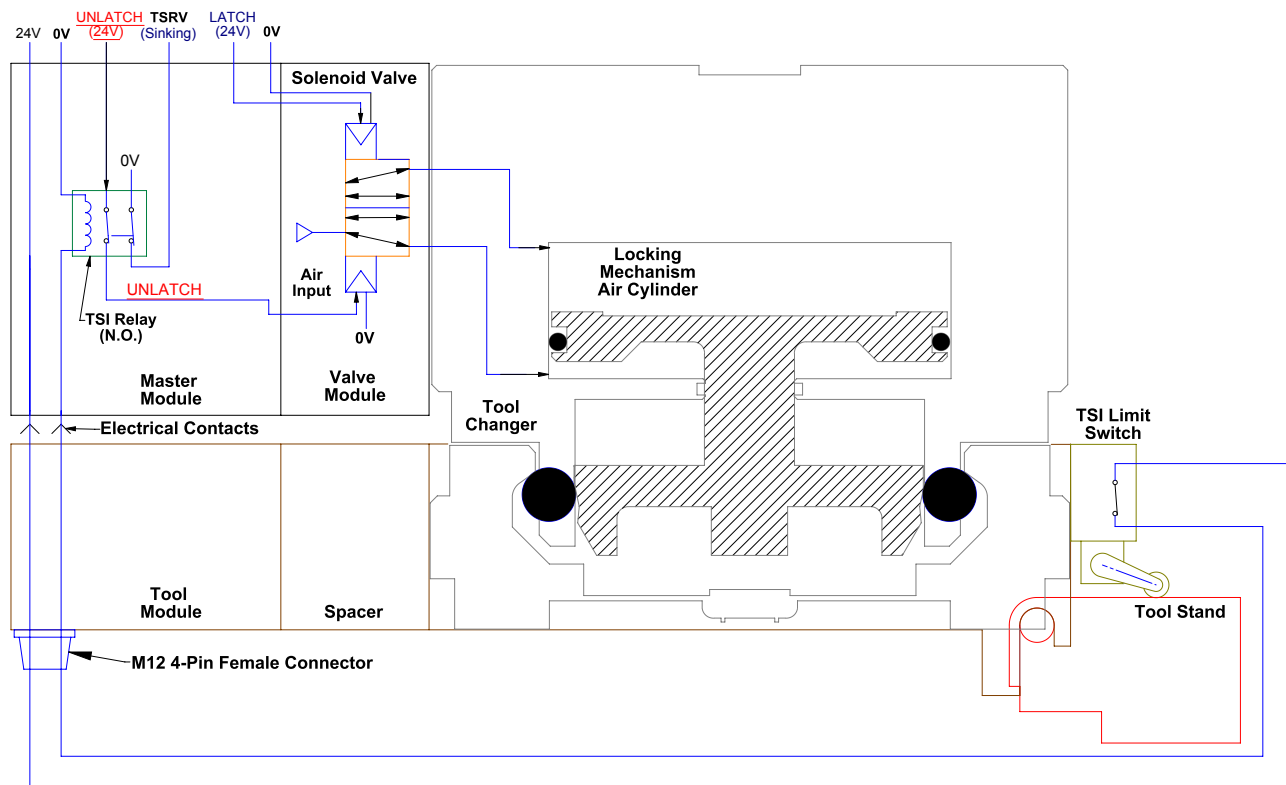 UNLATCH TSRV LATCH
24V 0V (24V) (Sinking) (24V) 0V
Solenoid Valve
0V
Air
Input
UNLATCH
TSI Relay
(N.O.)
0V
Master
Module
Valve
Module
Locking
Mechanism
Air Cylinder
Electrical Contacts
Tool
Changer
TSI Limit
Switch
Tool
Module
Spacer
Tool Stand
M12 4-Pin Female Connector